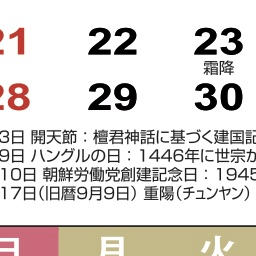 21 22 23
霜降
28 29 30
3日 開天節：檀君神話に基づく建国記
9日 ハングルの日：1446年に世宗が
10日 朝鮮労働党創建記念日：1945
17日(旧暦9月9日) 重陽(チュンヤン)
日 月 火